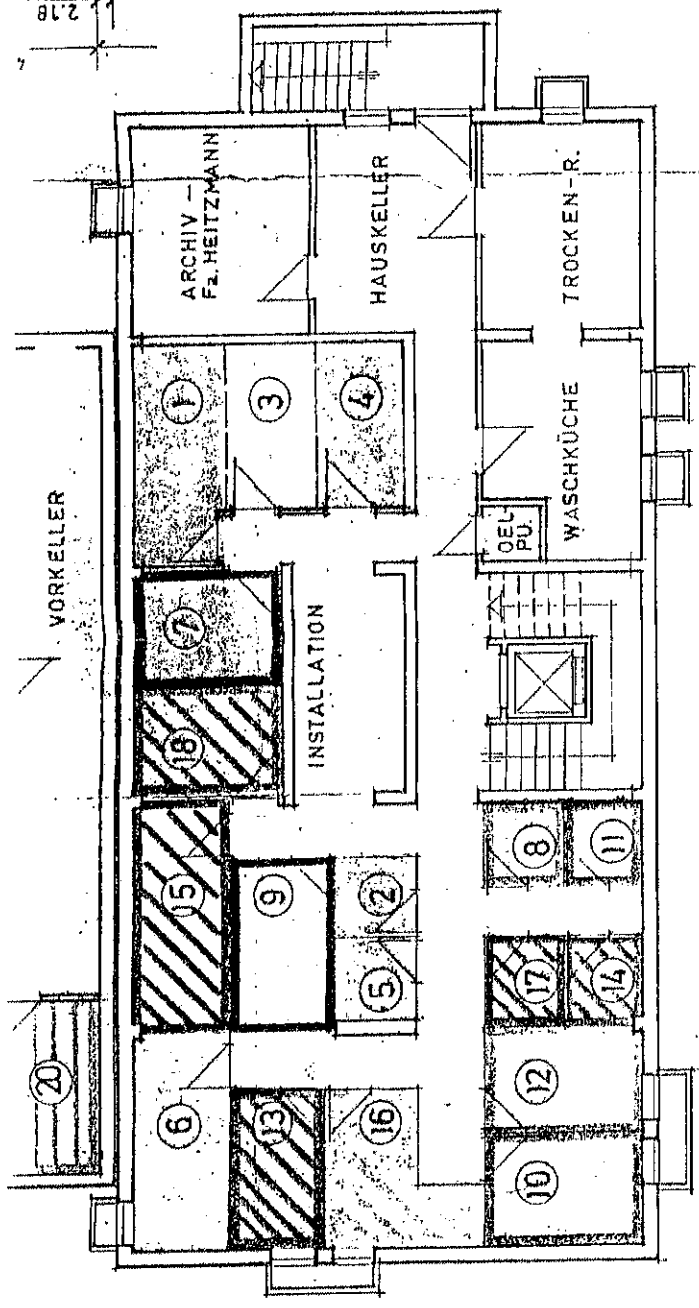 2.18
VORKELLER
20
ARCHIV –
Fa. HEITZMANN
HAUSKELLER
TROCKEN-R.
1
3
4
WASCHKÜCHE
OEL-
PU.
7
INSTALLATION
18
15
9
2
8
11
5
17
14
6
13
16
12
10